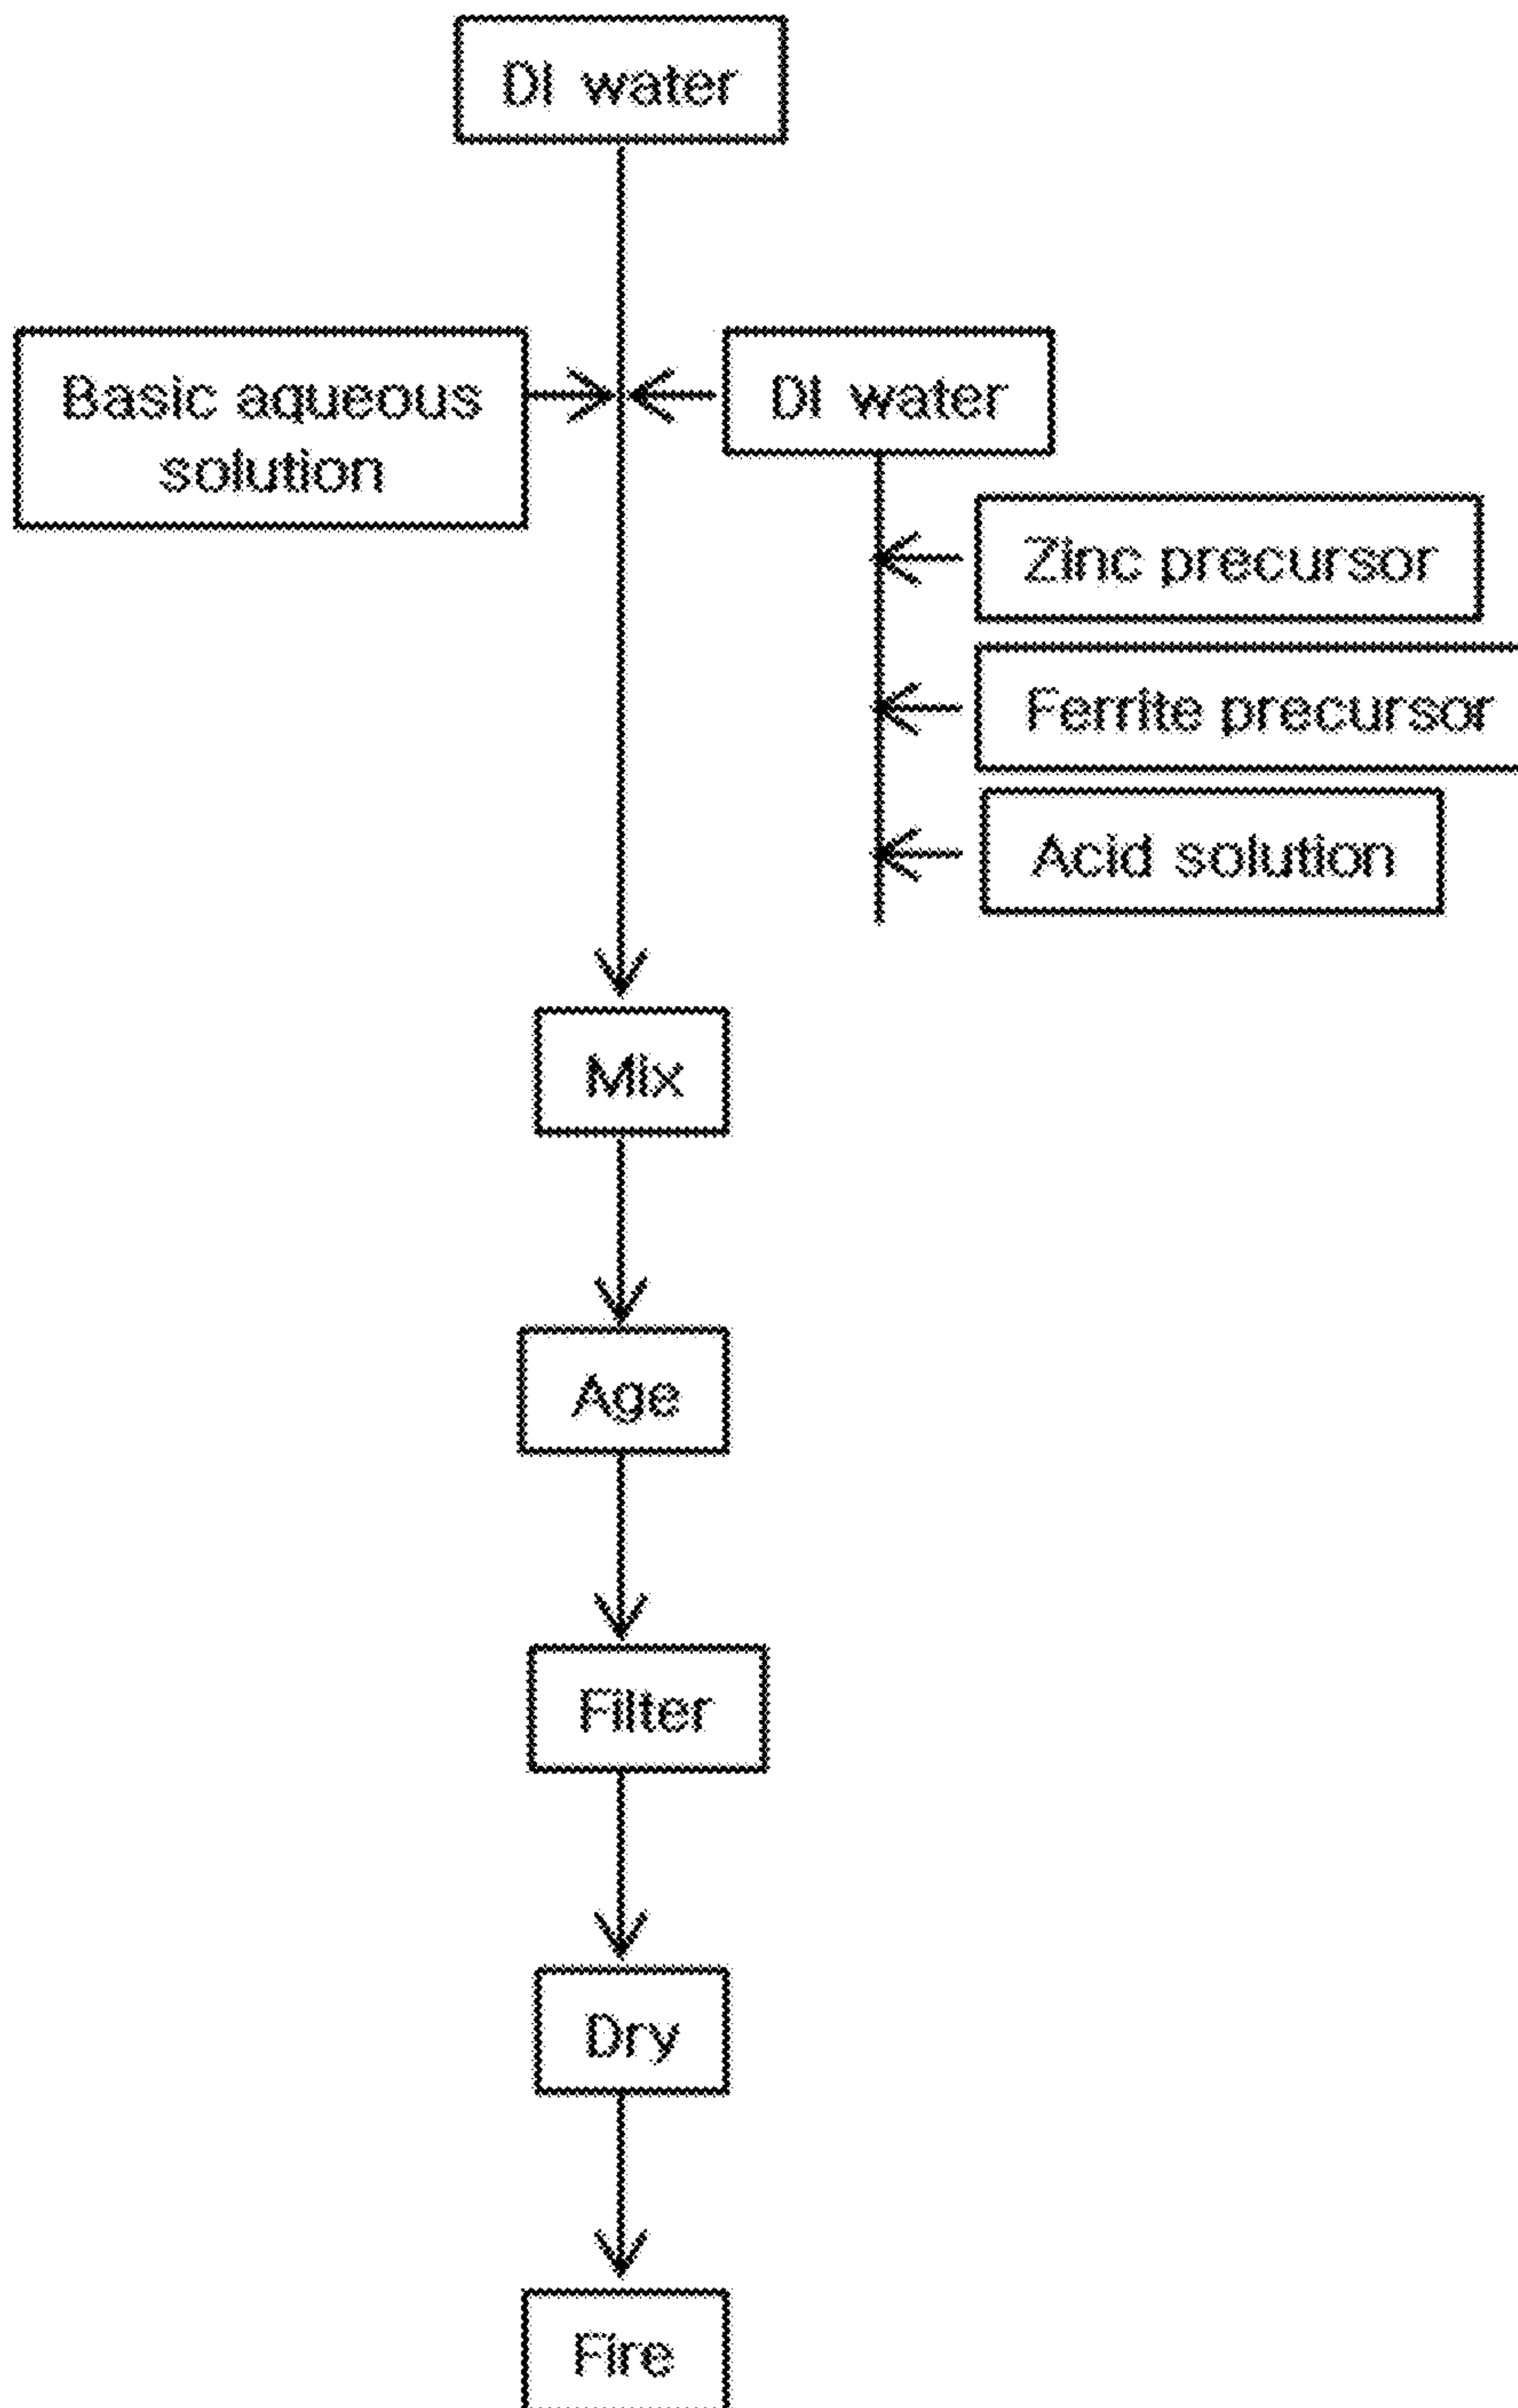 DI water
Basic aqueous
solution
DI water
Zinc precursor
Ferrite precursor
Acid solution
Mix
Age
Filter
Dry
Fire